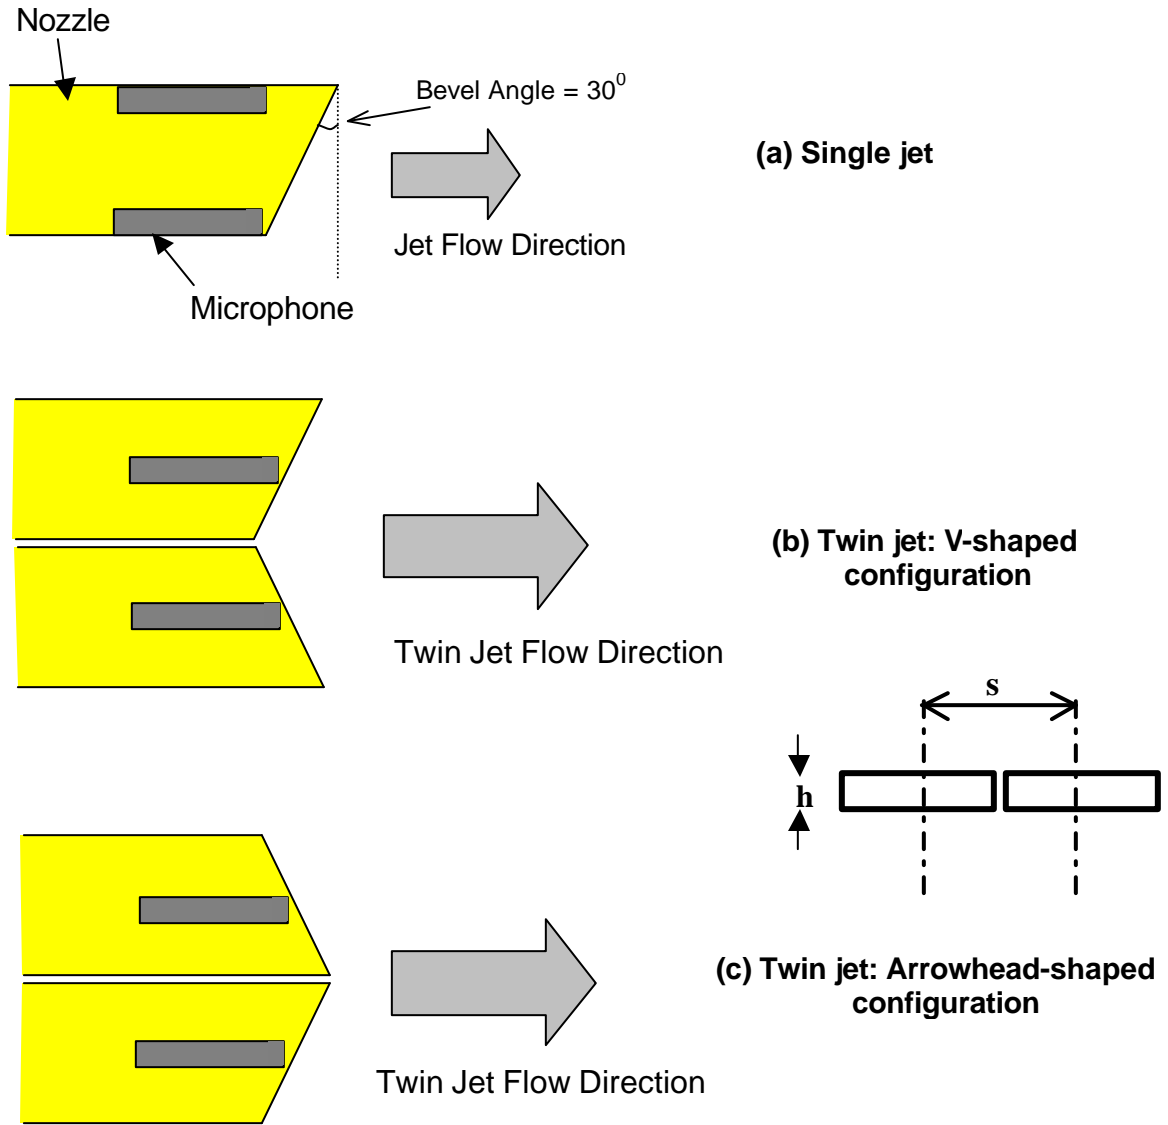 Nozzle
Bevel Angle = 30⁰
(a) Single jet
Jet Flow Direction
Microphone
(b) Twin jet: V-shaped
configuration
Twin Jet Flow Direction
s
h
(c) Twin jet: Arrowhead-shaped
configuration
Twin Jet Flow Direction